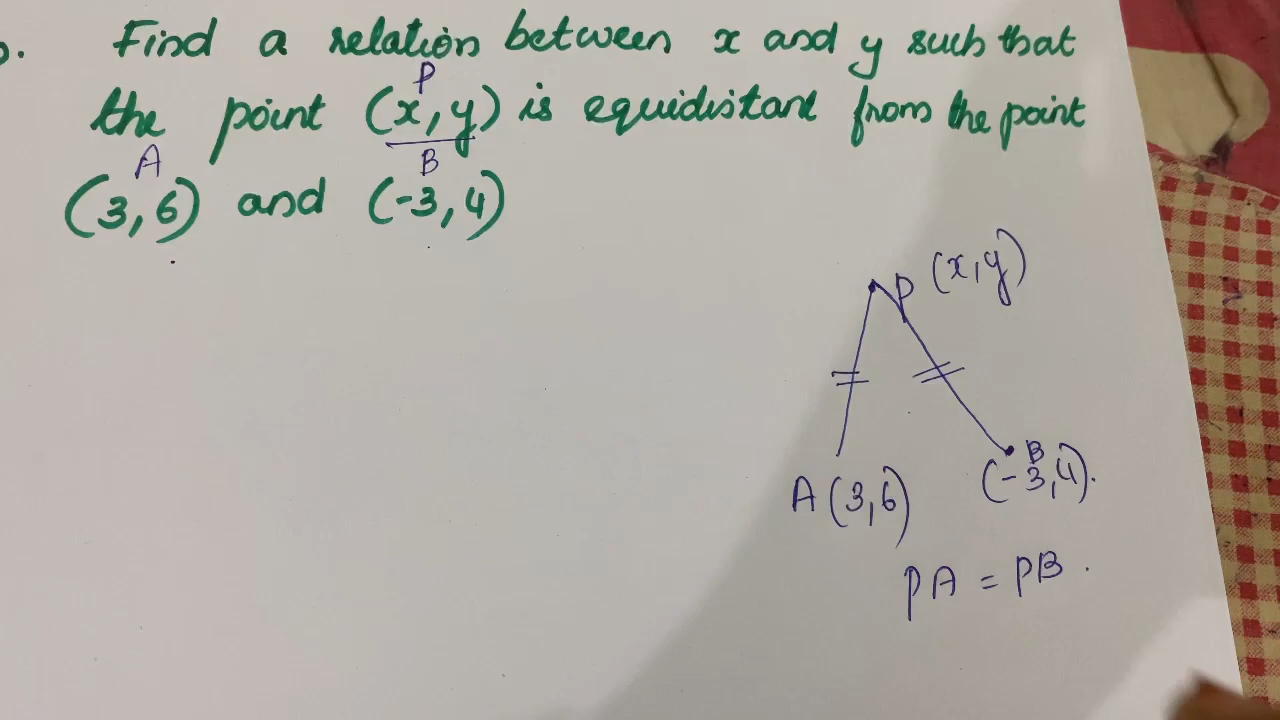 Find a relation between x and y such that
P
the point (x, y) is equidistant from the point
A B
(3, 6) and (-3, 4)
P (x, y)
B
A (3, 6) (-3, 4).
PA = PB.